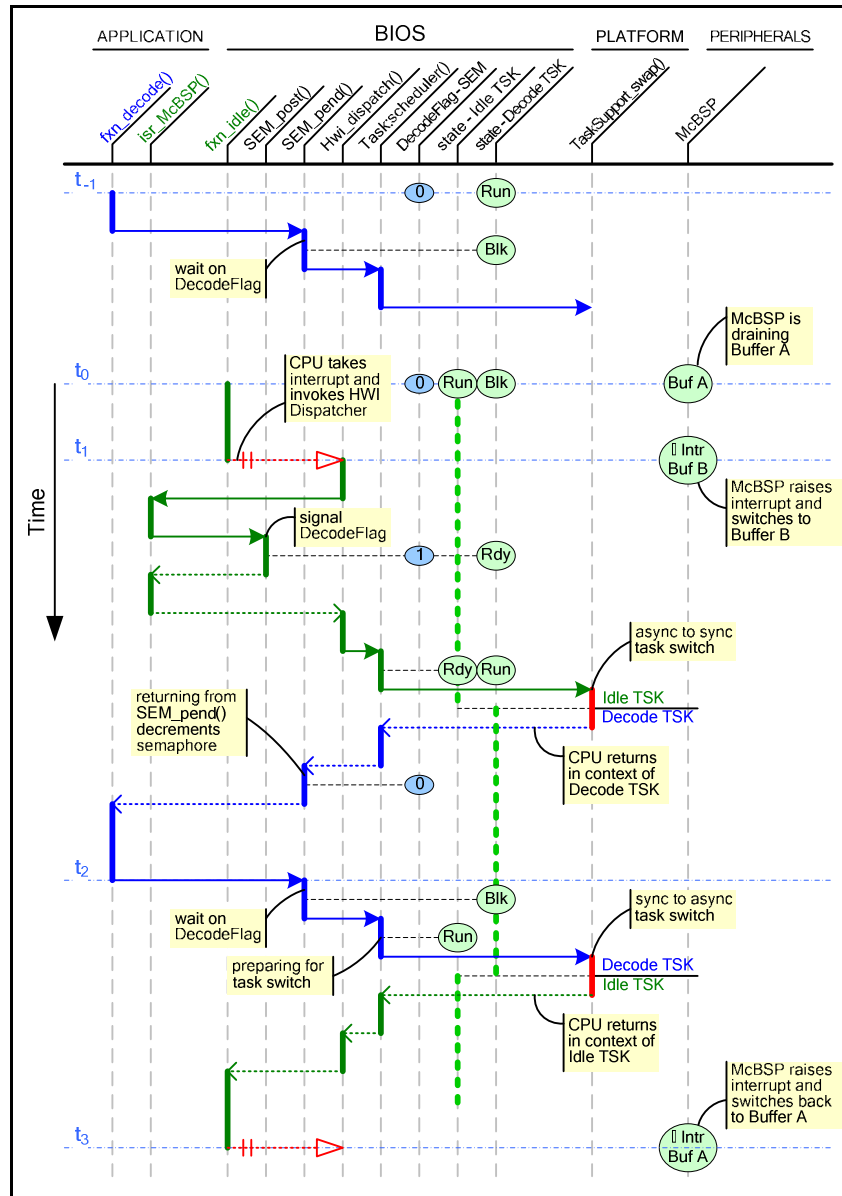 APPLICATION
BIOS
PLATFORM
PERIPHERALS
fxn_decode()
isr_McBSP()
fxn_idle()
SEM_post()
SEM_pend()
Hwi_dispatch()
Task:scheduler()
DecodeFlag - SEM
state - Idle TSK
state - Decode TSK
TaskSupport_swap()
McBSP
t-1
0
Run
wait on
DecodeFlag
Blk
McBSP is
draining
Buffer A
t0
CPU takes
interrupt and
invokes HWI
Dispatcher
0
Run
Blk
Buf A
Time
t1
Intr
Buf B
McBSP raises
interrupt and
switches to
Buffer B
signal
DecodeFlag
1
Rdy
async to sync
task switch
Rdy
Run
returning from
SEM_pend()
decrements
semaphore
Idle TSK
Decode TSK
CPU returns
in context of
Decode TSK
0
t2
wait on
DecodeFlag
Blk
sync to async
task switch
Run
preparing for
task switch
Decode TSK
Idle TSK
CPU returns
in context of
Idle TSK
McBSP raises
interrupt and
switches back
to Buffer A
t3
Intr
Buf A